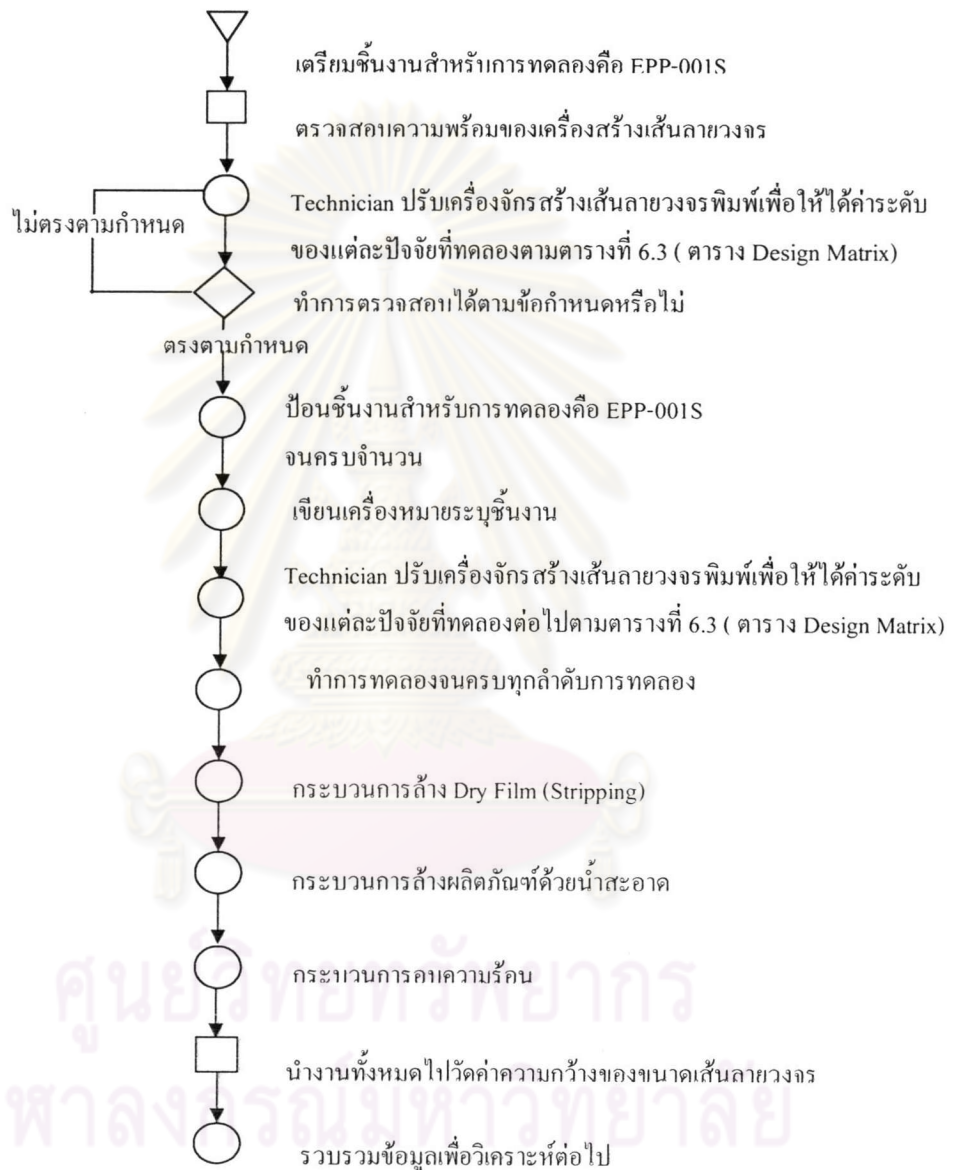 เตรียมชิ้นงานสำหรับการทดลองคือ EPP-001S
ตรวจสอบความพร้อมของเครื่องสร้างเส้นลายวงจร
ไม่ตรงตามกำหนด
Technician ปรับเครื่องจักรสร้างเส้นลายวงจรพิมพ์เพื่อให้ได้ค่าระดับ
ของแต่ละปัจจัยที่ทดลองตามตารางที่ 6.3 ( ตาราง Design Matrix)
ทำการตรวจสอบได้ตามข้อกำหนดหรือไม่
ตรงตามกำหนด
ป้อนชิ้นงานสำหรับการทดลองคือ EPP-001S
จนครบจำนวน
เขียนเครื่องหมายระบุชิ้นงาน
Technician ปรับเครื่องจักรสร้างเส้นลายวงจรพิมพ์เพื่อให้ได้ค่าระดับ
ของแต่ละปัจจัยที่ทดลองต่อไปตามตารางที่ 6.3 ( ตาราง Design Matrix)
ทำการทดลองจนครบทุกลำดับการทดลอง
กระบวนการล้าง Dry Film (Stripping)
กระบวนการล้างผลิตภัณฑ์ด้วยน้ำสะอาด
กระบวนการอบความร้อน
นำงานทั้งหมดไปวัดค่าความกว้างของขนาดเส้นลายวงจร
รวบรวมข้อมูลเพื่อวิเคราะห์ต่อไป
ศูนย์วิทยทรัพยากร
ฬาลงกรณ์มหาวิทยาลัย